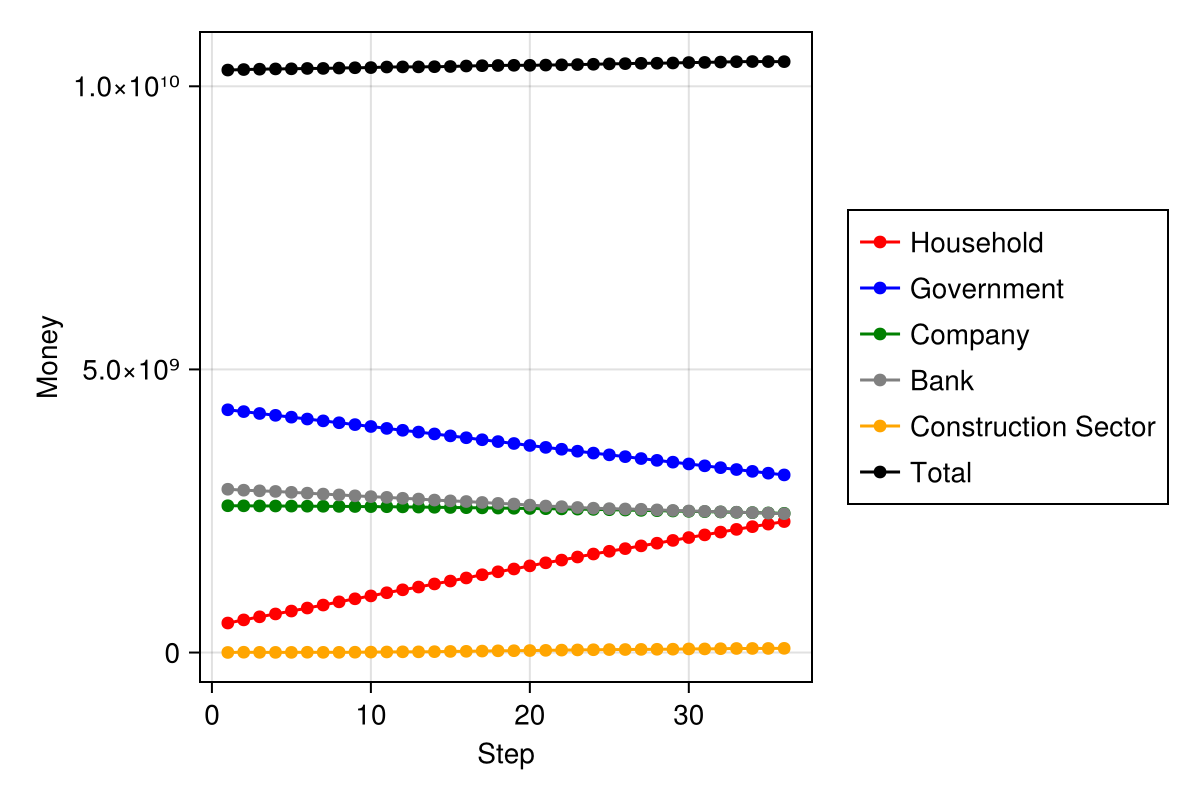 1.0×10¹⁰
5.0×10⁹
0
Money
0 10 20 30
Step
Household
Government
Company
Bank
Construction Sector
Total